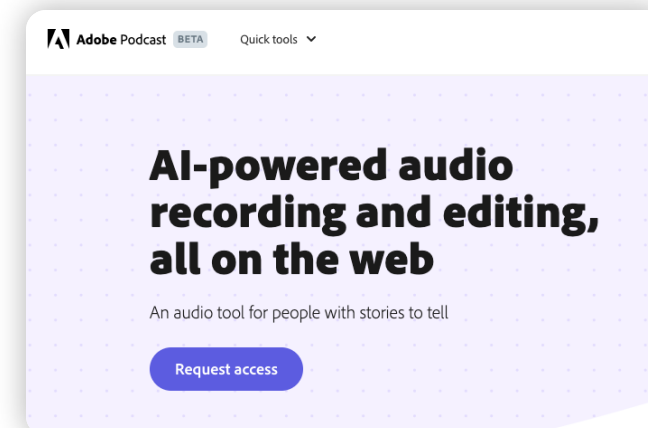 Adobe Podcast BETA Quick tools
AI-powered audio
recording and editing,
all on the web
An audio tool for people with stories to tell
Request access